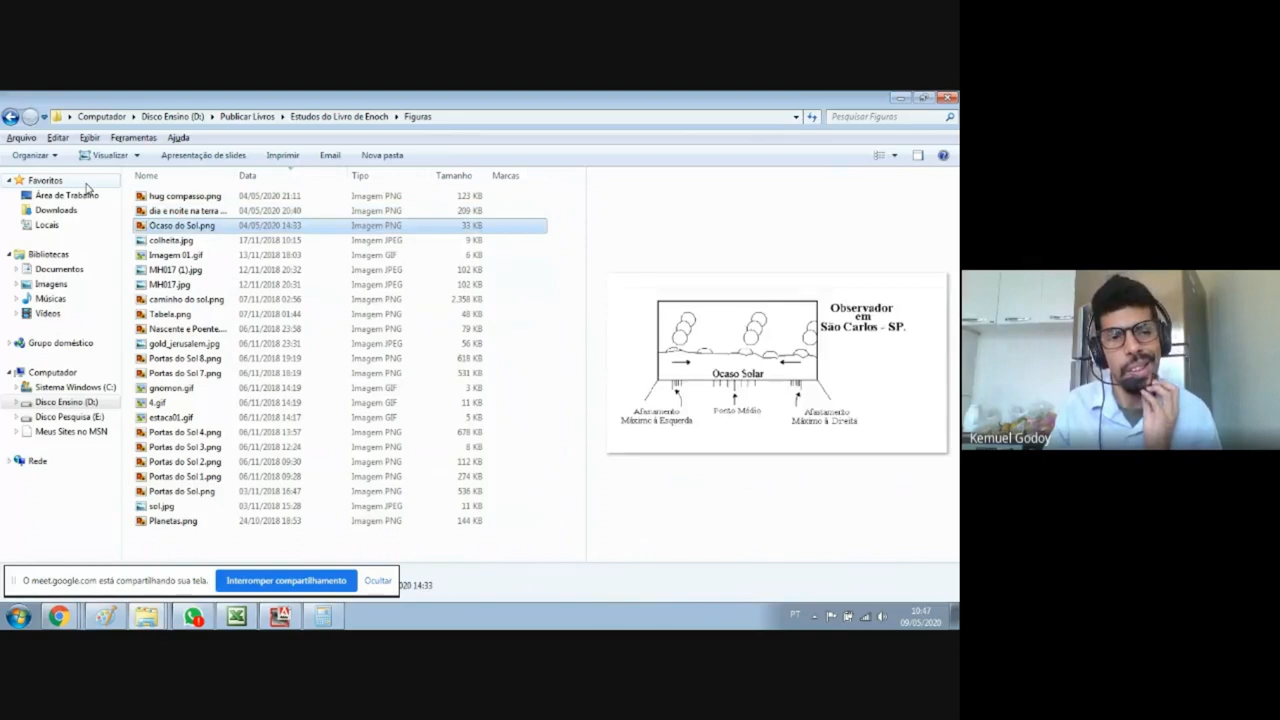 Computador Disco Ensino (D:) Publicar Livros Estudos do Livro de Enoch Figuras
Pesquisar Figuras
Arquivo Editar Exibir Ferramentas Ajuda
Organizar Visualizar Apresentação de slides Imprimir Email Nova pasta
Nome Data Tipo Tamanho Marcas
Favoritos
Área de Trabalho
Downloads
Locais
Bibliotecas
Documentos
Imagens
Músicas
Vídeos
Grupo doméstico
Computador
Sistema Windows (C:)
Disco Ensino (D:)
Disco Pesquisa (E:)
Meus Sites no MSN
Rede
hug compasso.png 04/05/2020 21:11 Imagem PNG 123 KB
dia e noite na terra ... 04/05/2020 20:40 Imagem PNG 209 KB
Ocaso do Sol.png 04/05/2020 14:33 Imagem PNG 33 KB
colheita.jpg 17/11/2018 10:15 Imagem JPEG 9 KB
Imagem 01.gif 13/11/2018 18:03 Imagem GIF 6 KB
MH017 (1).jpg 12/11/2018 20:32 Imagem JPEG 102 KB
MH017.jpg 12/11/2018 20:31 Imagem JPEG 102 KB
caminho do sol.png 07/11/2018 02:56 Imagem PNG 2.358 KB
Tabela.png 07/11/2018 01:44 Imagem PNG 48 KB
Nascente e Poente.... 06/11/2018 23:58 Imagem PNG 79 KB
gold_jerusalem.jpg 06/11/2018 23:31 Imagem JPEG 56 KB
Portas do Sol 8.png 06/11/2018 19:19 Imagem PNG 618 KB
Portas do Sol 7.png 06/11/2018 19:19 Imagem PNG 531 KB
gnomon.gif 06/11/2018 14:19 Imagem GIF 3 KB
4.gif 06/11/2018 14:19 Imagem GIF 11 KB
estaca01.gif 06/11/2018 14:17 Imagem GIF 5 KB
Portas do Sol 4.png 06/11/2018 13:57 Imagem PNG 678 KB
Portas do Sol 3.png 06/11/2018 12:24 Imagem PNG 8 KB
Portas do Sol 2.png 06/11/2018 09:30 Imagem PNG 112 KB
Portas do Sol 1.png 06/11/2018 09:28 Imagem PNG 274 KB
Portas do Sol.png 03/11/2018 16:47 Imagem PNG 536 KB
sol.jpg 03/11/2018 15:28 Imagem JPEG 11 KB
Planetas.png 24/10/2018 18:53 Imagem PNG 144 KB
Observador
em
São Carlos - SP.
Ocaso Solar
Afastamento
Máximo à Esquerda
Ponto Médio
Afastamento
Máximo à Direita
Kemuel Godoy
O meet.google.com está compartilhando sua tela. Interromper compartilhamento Ocultar
020 14:33
PT
10:47
09/05/2020